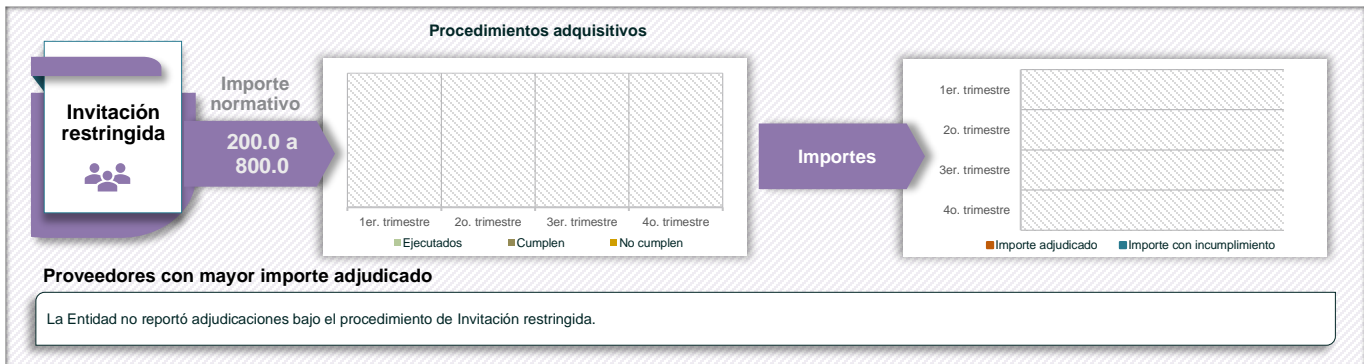 Procedimientos adquisitivos
Invitación
restringida
Importe
normativo
200.0 a
800.0
1er. trimestre
2o. trimestre
3er. trimestre
4o. trimestre
Ejecutados
Cumplen
No cumplen
Importes
1er. trimestre
2o. trimestre
3er. trimestre
4o. trimestre
Importe adjudicado
Importe con incumplimiento
Proveedores con mayor importe adjudicado
La Entidad no reportó adjudicaciones bajo el procedimiento de Invitación restringida.